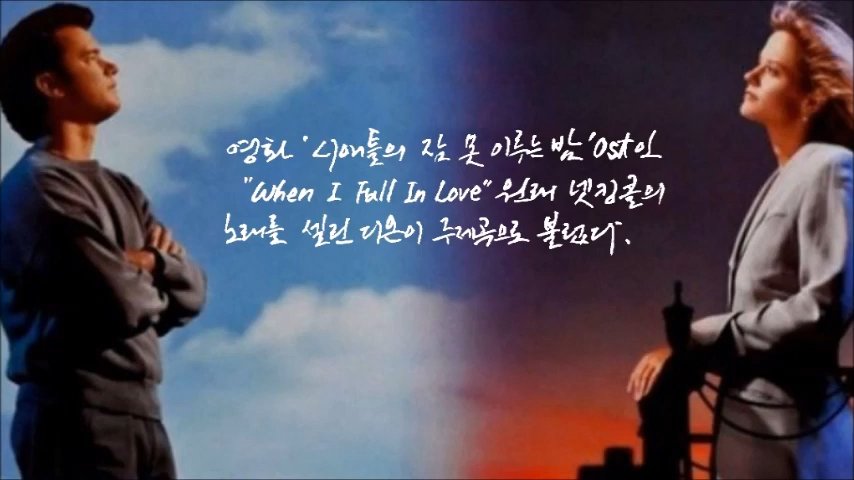 영화 '시애틀의 잠 못 이루는 밤'OST인
"When I Fall In Love" 원래 냇킹콜의
노래를 셀린 디온이 주제곡으로 불렀다.